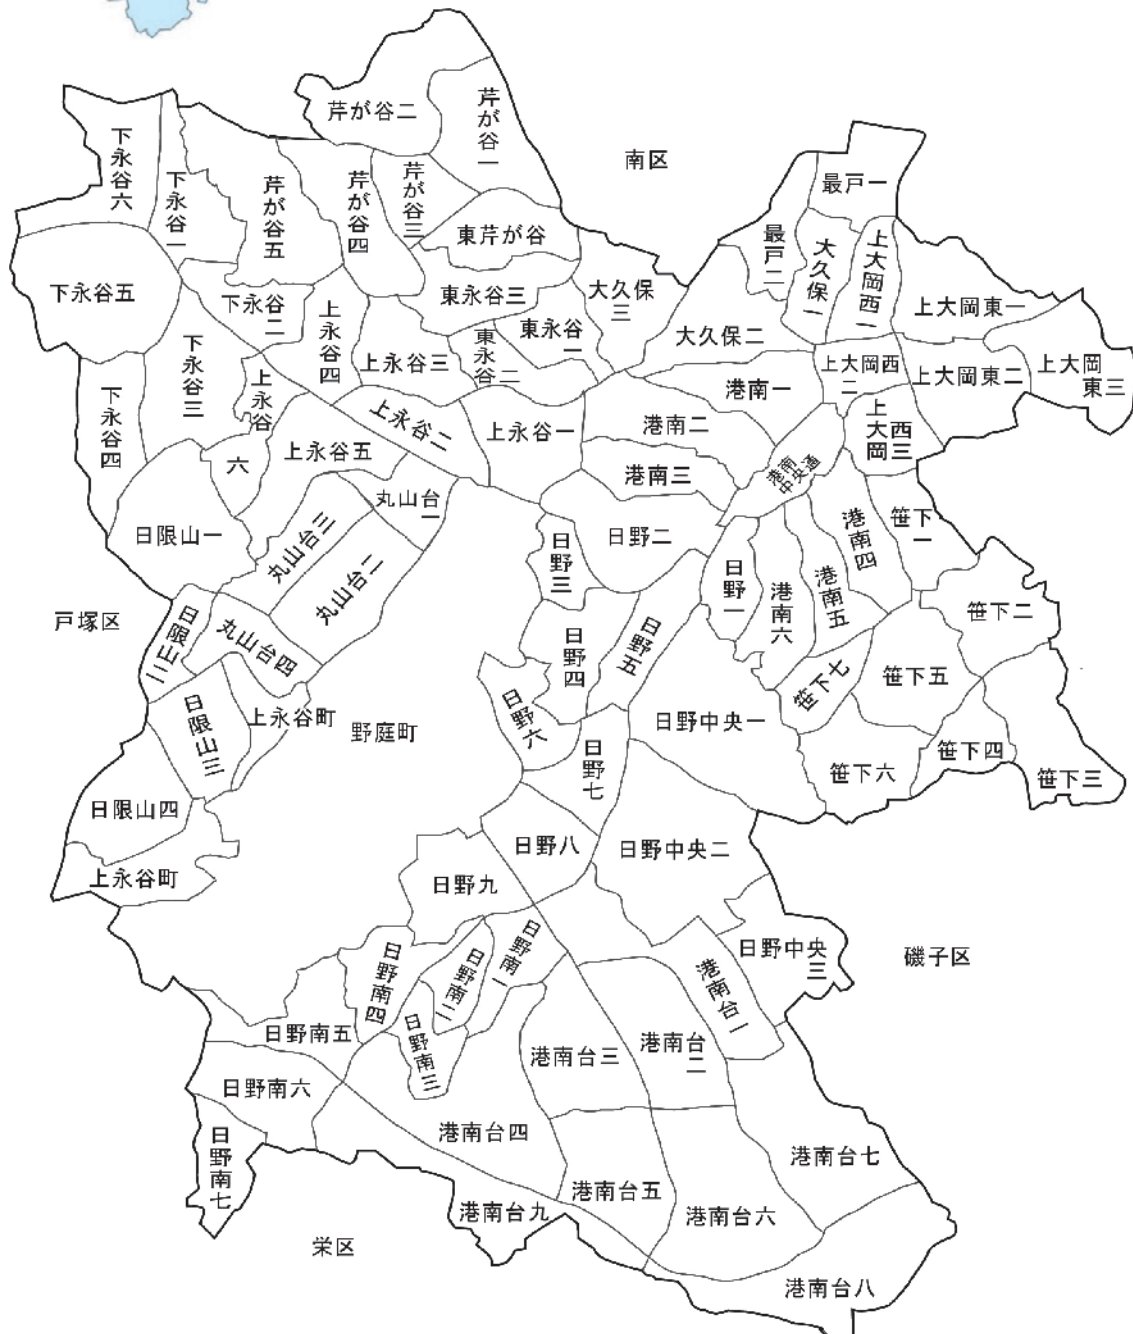 芹が谷二
芹が谷一
南区
下永谷六
下永谷一
芹が谷五
芹が谷四
芹が谷三
東芹が谷
最戸一
最戸二
大久保一
上大岡西一
上大岡東一
下永谷五
下永谷二
上永谷四
東永谷三
東永谷一
大久保三
大久保二
下永谷三
上永谷三
東永谷二
上大岡西二
上大岡東二
上大岡東三
下永谷四
上永谷六
上永谷五
上永谷二
上永谷一
港南一
港南二
港南三
上大岡西三
港南中央通
日限山一
丸山台一
丸山台三
丸山台二
日野三
日野二
日野一
港南六
港南五
港南四
笹下一
笹下二
戸塚区
日限山二
丸山台四
日野四
日野五
笹下七
笹下五
日限山三
上永谷町
野庭町
日野六
日野七
日野中央一
笹下六
笹下四
笹下三
日限山四
上永谷町
日野八
日野中央二
日野九
日野南一
日野南二
日野南四
日野南三
日野南五
日野中央三
磯子区
港南台一
港南台二
港南台三
日野南六
日野南七
港南台四
港南台五
港南台六
港南台七
港南台九
港南台八
栄区